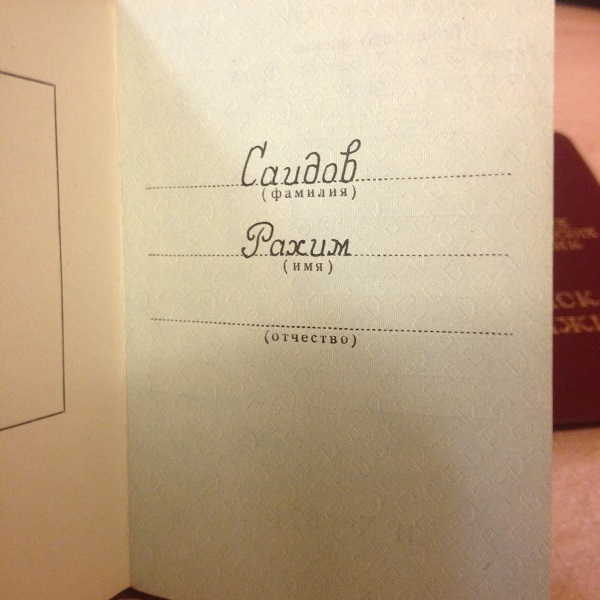 Саидов
(фамилия)
Рахим
(имя)
(отчество)